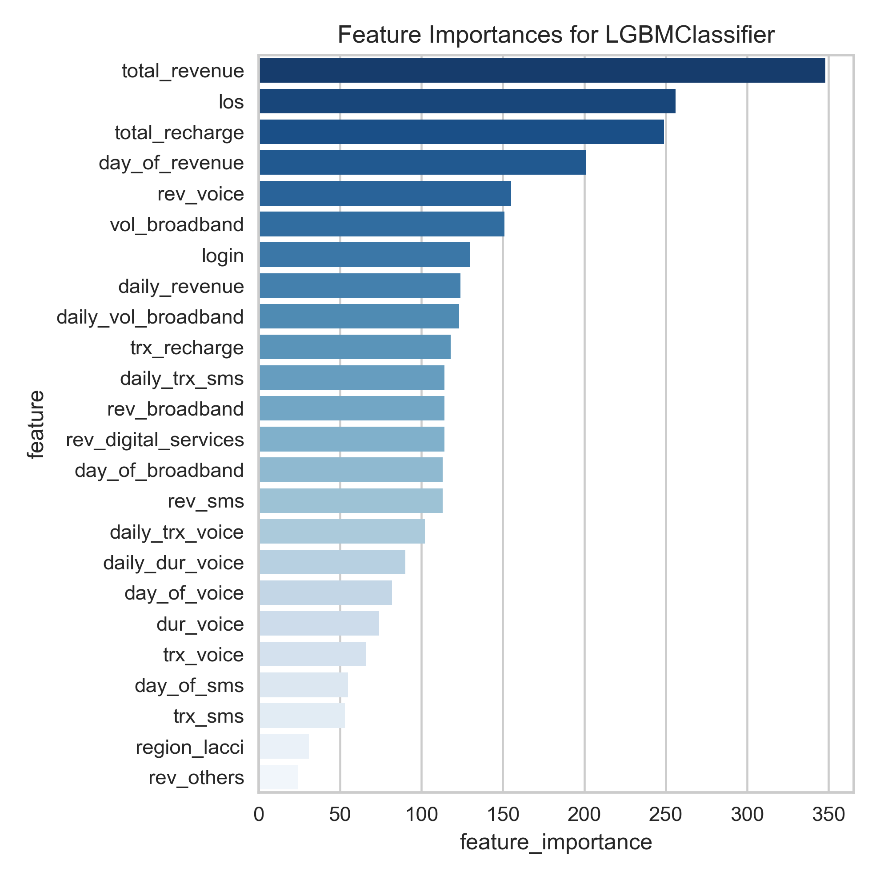 Feature Importances for LGBMClassifier
total_revenue
los
total_recharge
day_of_revenue
rev_voice
vol_broadband
login
daily_revenue
daily_vol_broadband
trx_recharge
daily_trx_sms
rev_broadband
rev_digital_services
day_of_broadband
rev_sms
daily_trx_voice
daily_dur_voice
day_of_voice
dur_voice
trx_voice
day_of_sms
trx_sms
region_lacci
rev_others
feature
0 50 100 150 200 250 300 350
feature_importance